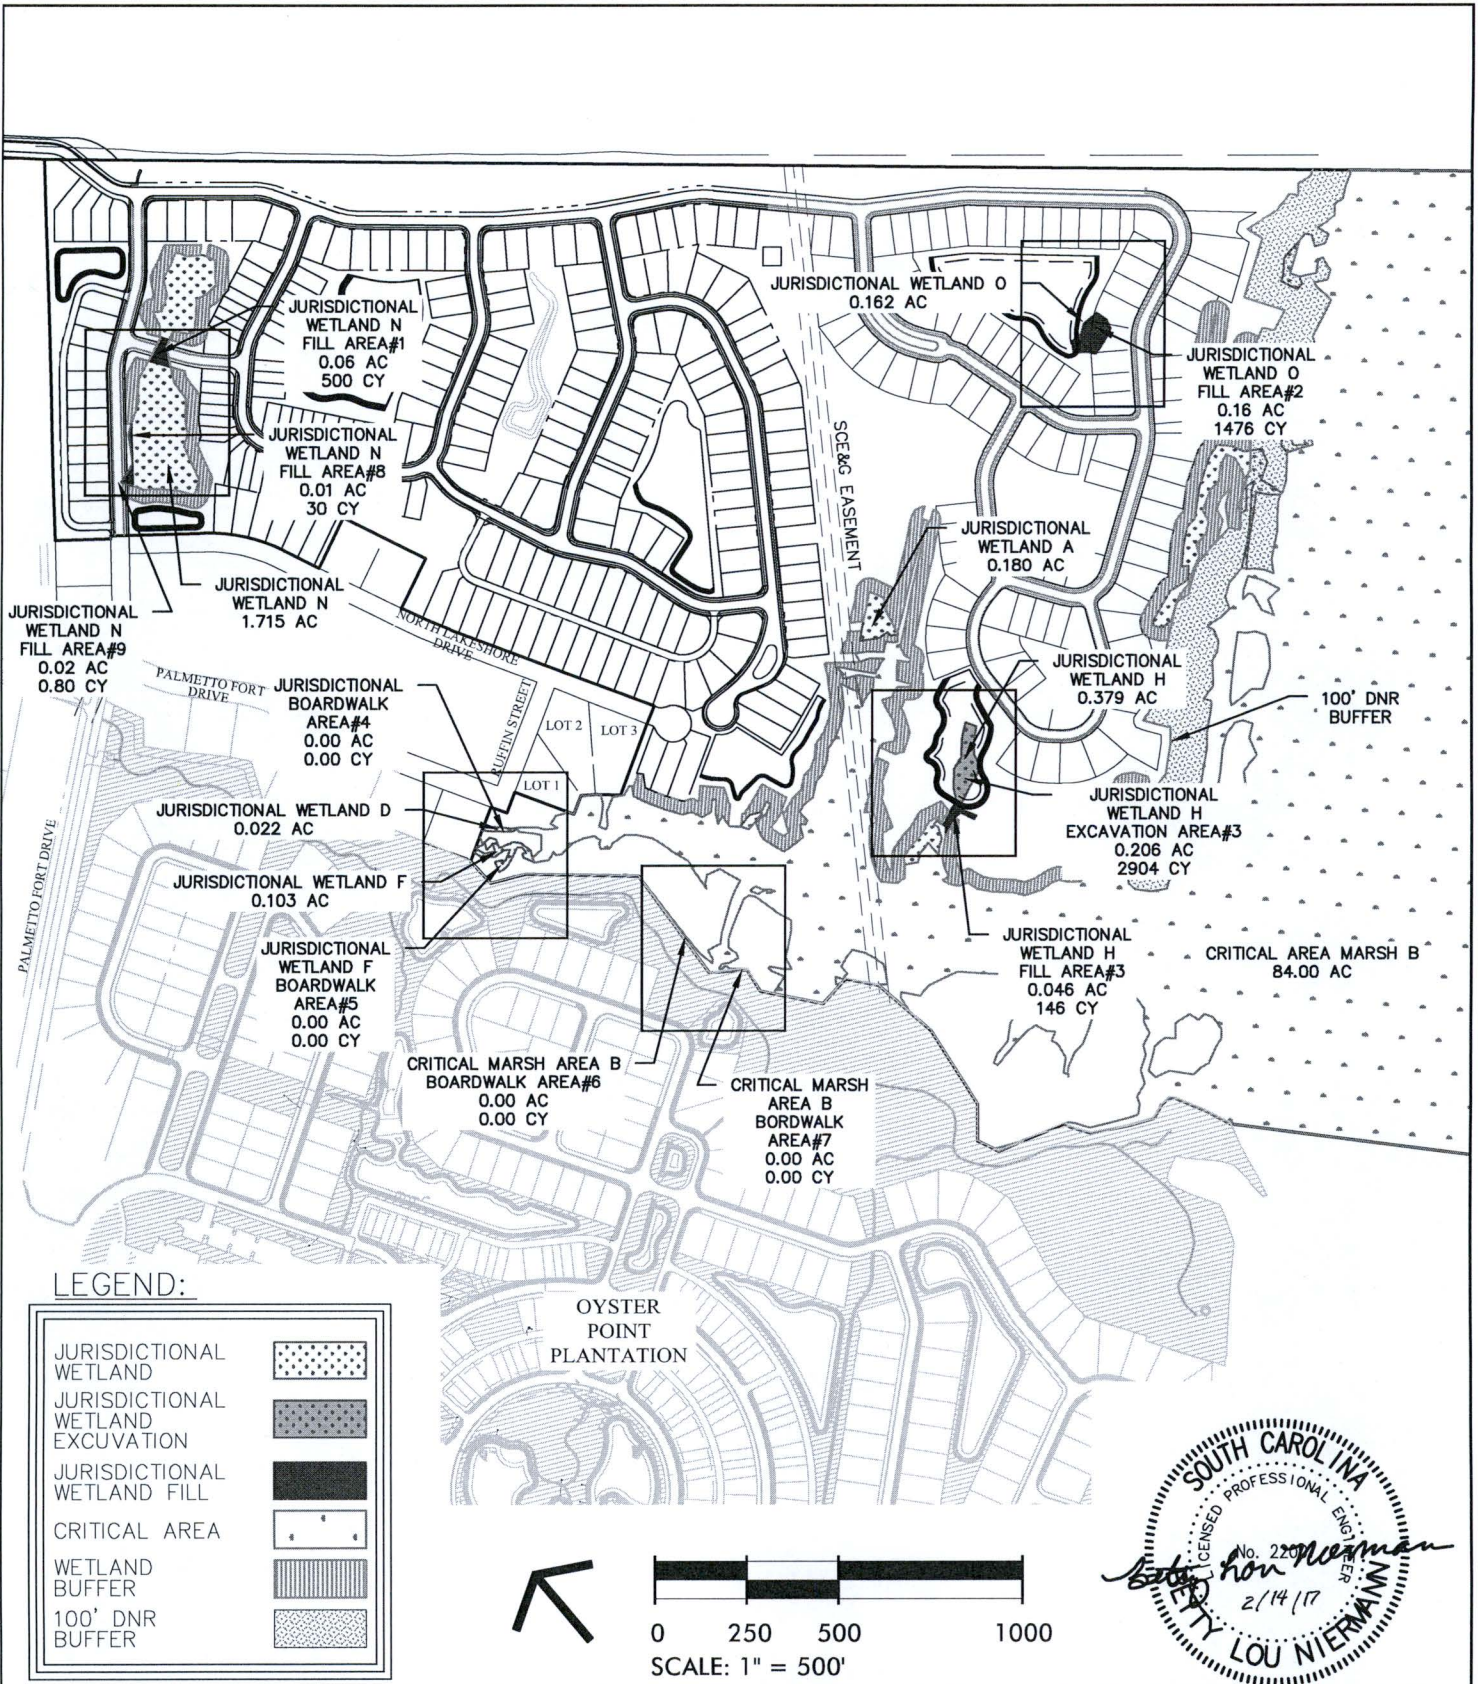 JURISDICTIONAL
WETLAND N
FILL AREA#1
0.06 AC
500 CY
JURISDICTIONAL WETLAND O
0.162 AC
JURISDICTIONAL
WETLAND O
FILL AREA#2
0.16 AC
1476 CY
JURISDICTIONAL
WETLAND N
FILL AREA#8
0.01 AC
30 CY
SCE&G EASEMENT
JURISDICTIONAL
WETLAND A
0.180 AC
JURISDICTIONAL
WETLAND N
1.715 AC
JURISDICTIONAL
WETLAND N
FILL AREA#9
0.02 AC
0.80 CY
NORTH LAKESHORE
DRIVE
PALMETTO FORT
DRIVE
JURISDICTIONAL
BOARDWALK
AREA#4
0.00 AC
0.00 CY
RUFFIN STREET
LOT 2
LOT 3
LOT 1
JURISDICTIONAL
WETLAND H
0.379 AC
100' DNR
BUFFER
JURISDICTIONAL WETLAND D
0.022 AC
JURISDICTIONAL
WETLAND H
EXCAVATION AREA#3
0.206 AC
2904 CY
PALMETTO FORT DRIVE
JURISDICTIONAL WETLAND F
0.103 AC
JURISDICTIONAL
WETLAND F
BOARDWALK
AREA#5
0.00 AC
0.00 CY
JURISDICTIONAL
WETLAND H
FILL AREA#3
0.046 AC
146 CY
CRITICAL AREA MARSH B
84.00 AC
CRITICAL MARSH AREA B
BOARDWALK AREA#6
0.00 AC
0.00 CY
CRITICAL MARSH
AREA B
BORDWALK
AREA#7
0.00 AC
0.00 CY
OYSTER
POINT
PLANTATION
LEGEND:
JURISDICTIONAL
WETLAND
JURISDICTIONAL
WETLAND
EXCUVATION
JURISDICTIONAL
WETLAND FILL
CRITICAL AREA
WETLAND
BUFFER
100' DNR
BUFFER
0 250 500 1000
SCALE: 1" = 500'
SOUTH CAROLINA
LICENSED PROFESSIONAL ENGINEER
No.
2/14/17
LOU NIERMANN